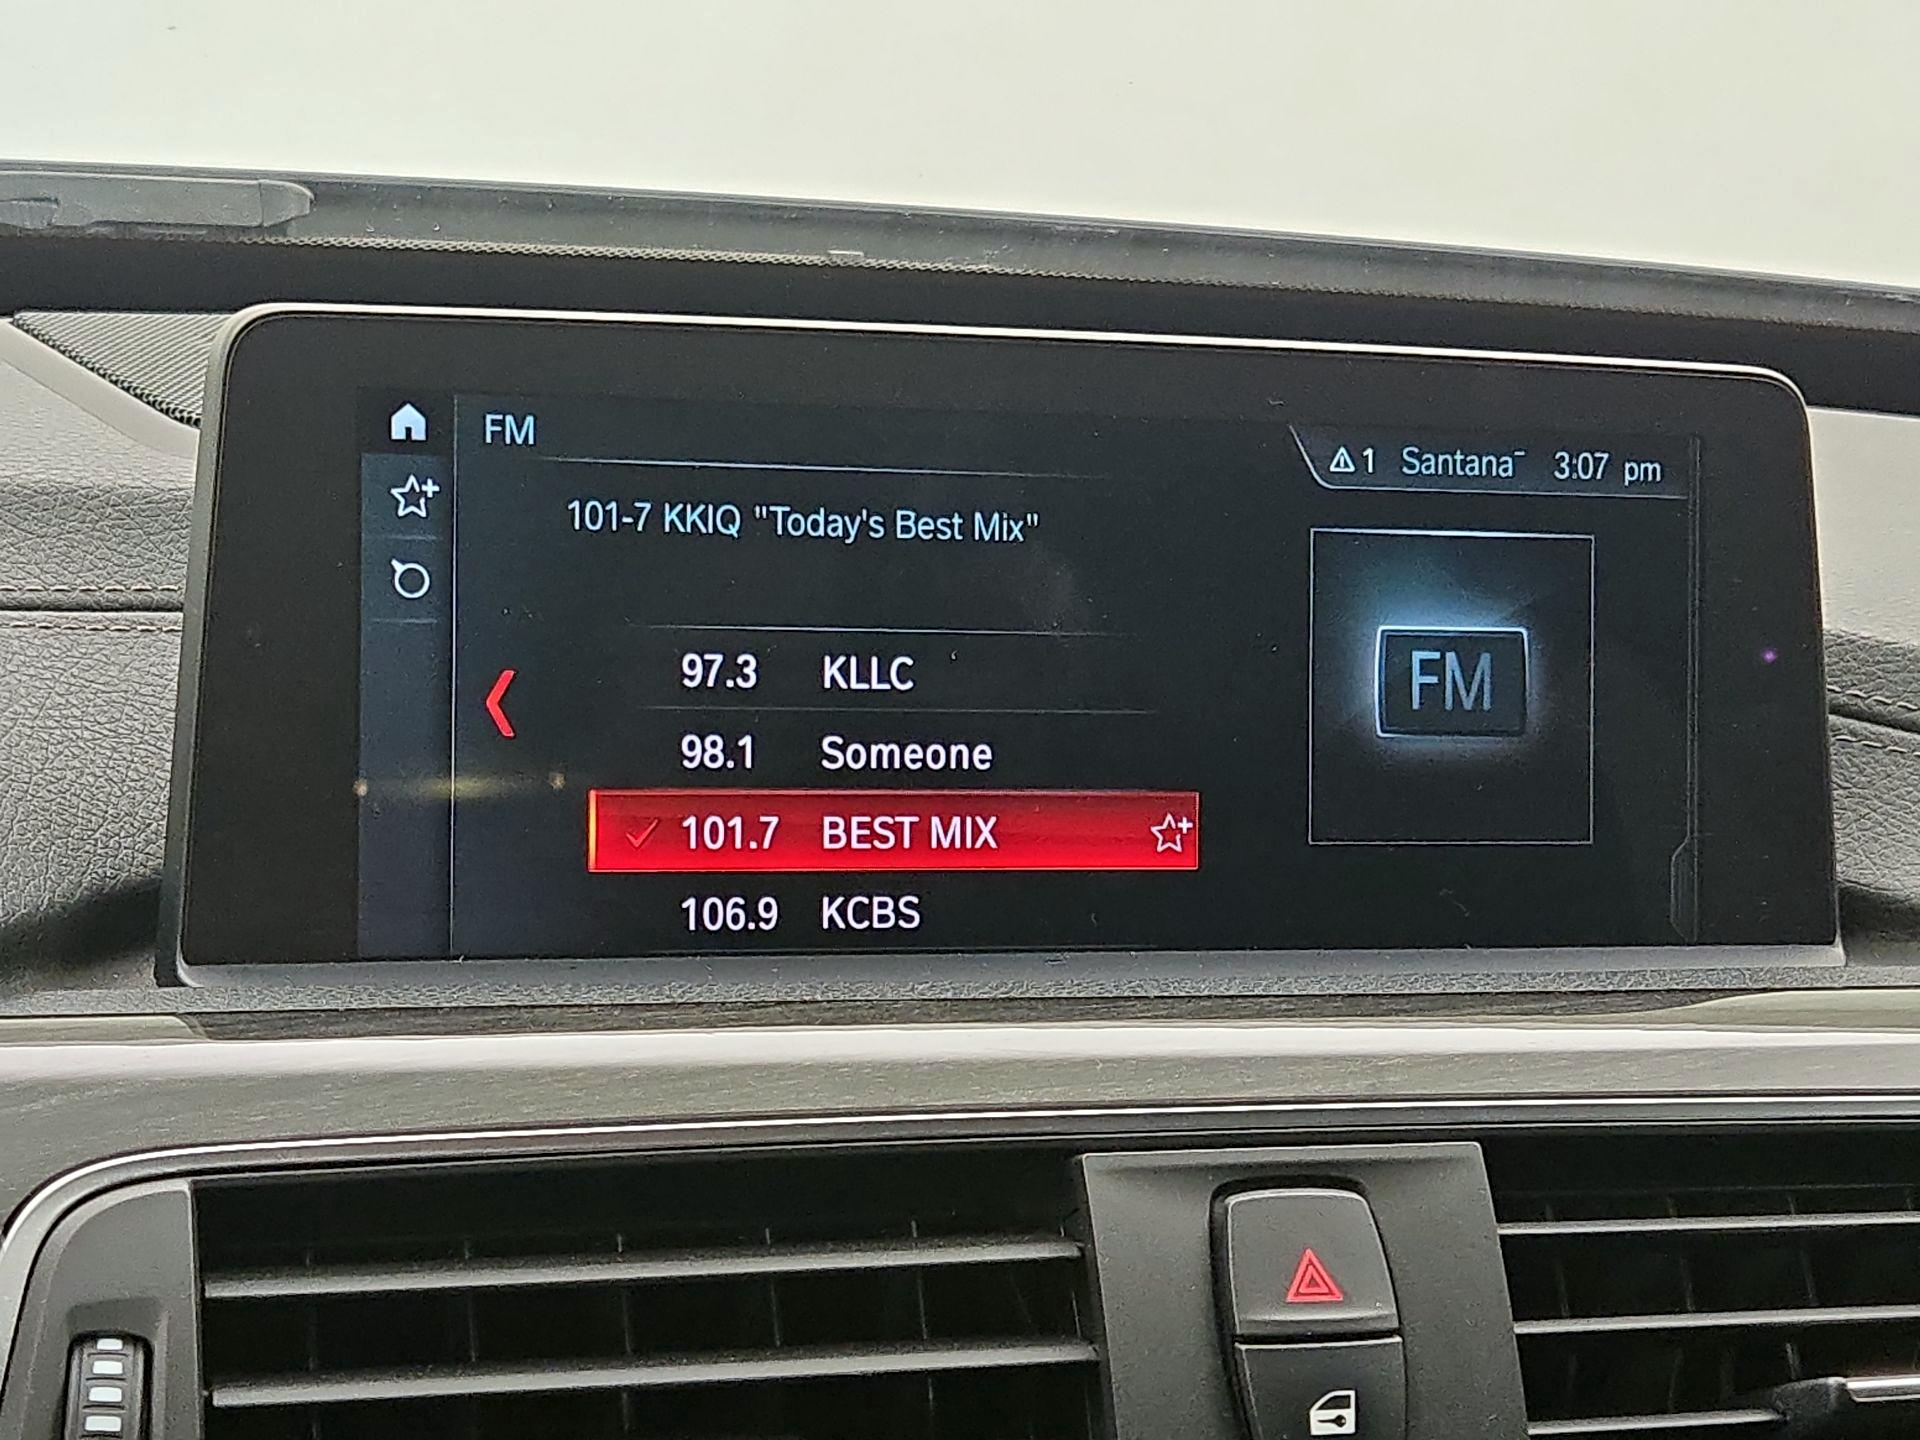 FM
1 Santana¯ 3:07 pm
101-7 KKIQ "Today's Best Mix"
97.3 KLLC
98.1 Someone
101.7 BEST MIX
106.9 KCBS
FM